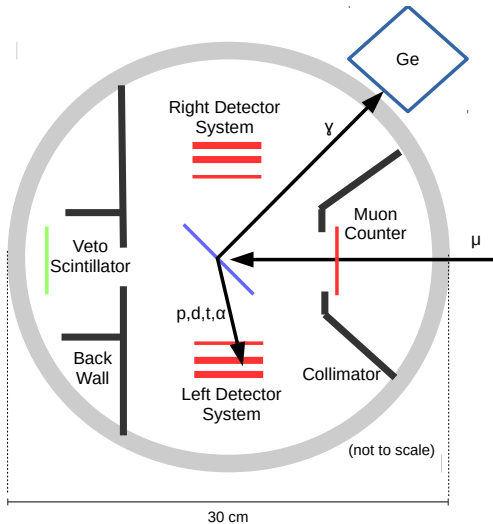 Ge
Right Detector
System
ɣ
Muon
Counter
μ
Veto
Scintillator
p,d,t,α
Back
Wall
Collimator
Left Detector
System
(not to scale)
30 cm